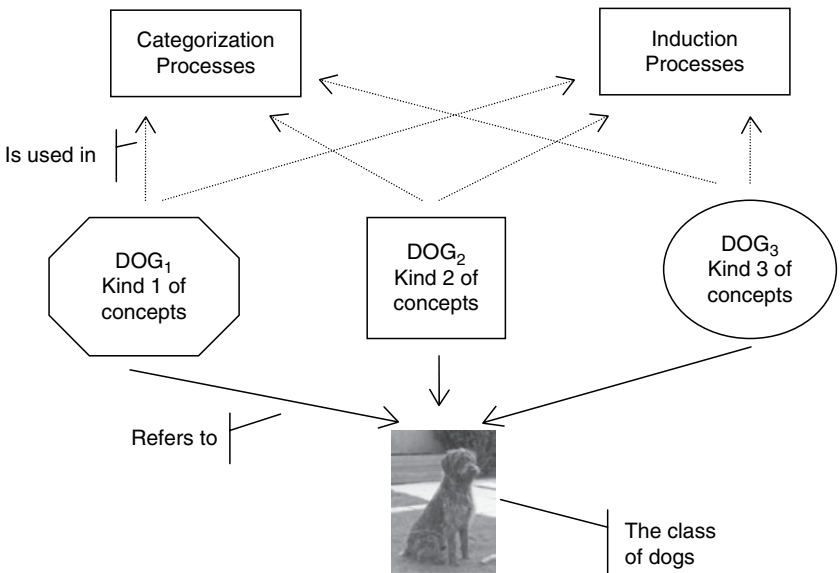 Categorization
Processes
Induction
Processes
Is used in
DOG₁
Kind 1 of
concepts
DOG₂
Kind 2 of
concepts
DOG₃
Kind 3 of
concepts
Refers to
The class
of dogs